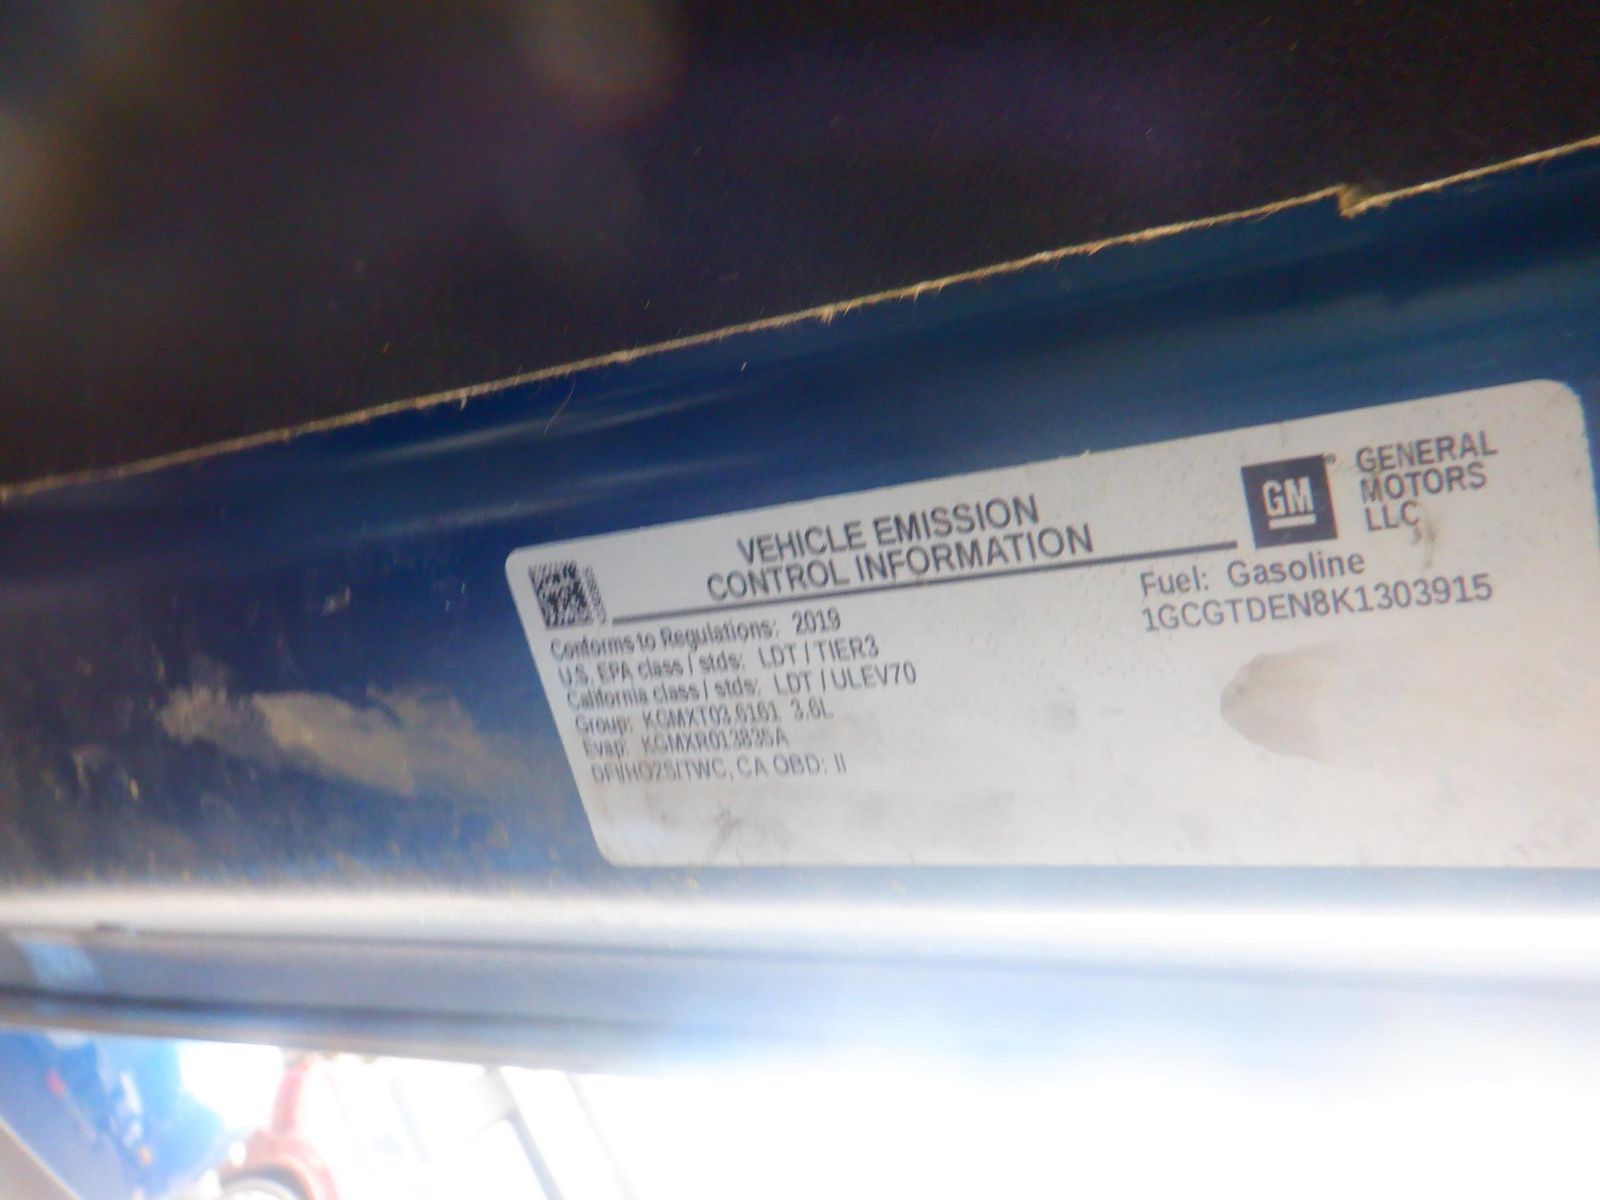 VEHICLE EMISSION
CONTROL INFORMATION
GM
GENERAL
MOTORS
LLC
Fuel: Gasoline
1GCGTDEN8K1303915
Conforms to Regulations: 2019
U.S. EPA class / stds: LDT / TIER3
California class / stds: LDT / ULEV70
Group: KGMXT03.6161 3.6L
Evap: KGMXR013835A
DFI/HO2S/TWC, CA OBD: II